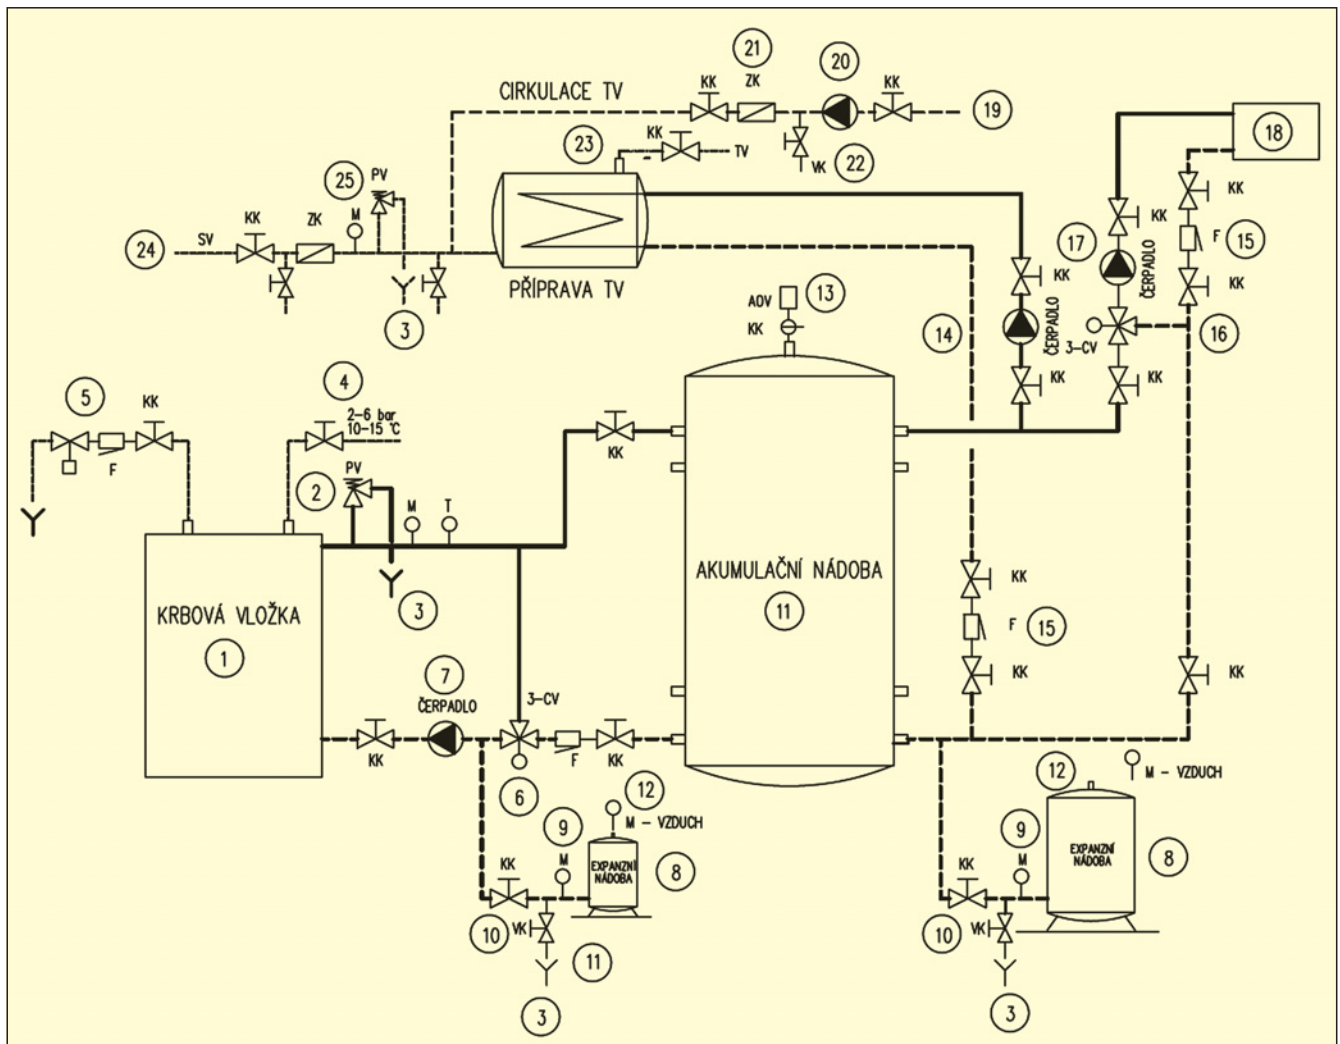 21
20
KK
ZK
KK
CIRKULACE TV
19
18
23
KK
TV
VK
22
25
PV
M
KK
ZK
24
SV
KK
KK
17
F
15
ČERPADLO
KK
PŘÍPRAVA TV
3
AOV
13
KK
KK
14
ČERPADLO
3-CV
16
KK
KK
4
2-6 bar
10-15 °C
5
KK
F
KK
2
PV
M
T
AKUMULAČNÍ NÁDOBA
11
KRBOVÁ VLOŽKA
1
3
KK
F
15
KK
KK
7
ČERPADLO
3-CV
KK
F
KK
6
12
M - VZDUCH
9
M
EXPANZNÍ
NÁDOBA
8
KK
10
VK
11
3
12
M - VZDUCH
9
M
EXPANZNÍ
NÁDOBA
8
KK
10
VK
3